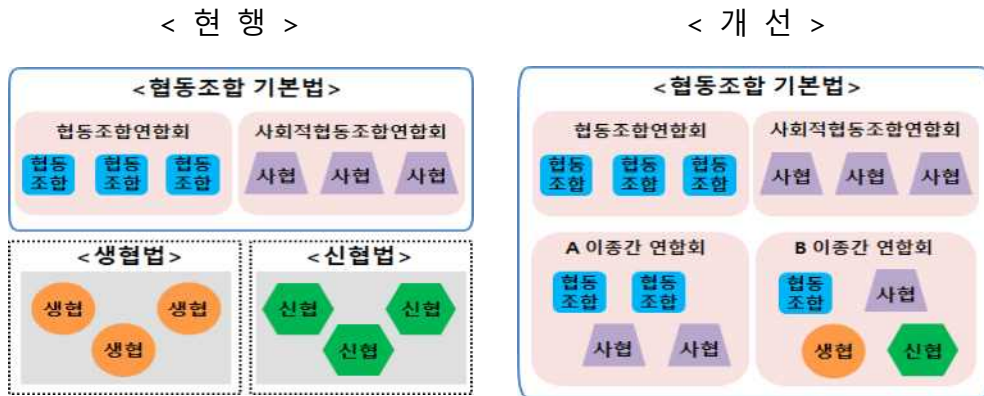 < 현 행 >
<협동조합 기본법>
협동조합연합회
협동
조합
협동
조합
협동
조합
사회적협동조합연합회
사협
사협
사협
<생협법>
생협
생협
생협
<신협법>
신협
신협
신협
< 개 선 >
<협동조합 기본법>
협동조합연합회
협동
조합
협동
조합
협동
조합
사회적협동조합연합회
사협
사협
사협
A 이종간 연합회
협동
조합
협동
조합
사협
사협
B 이종간 연합회
협동
조합
사협
생협
신협